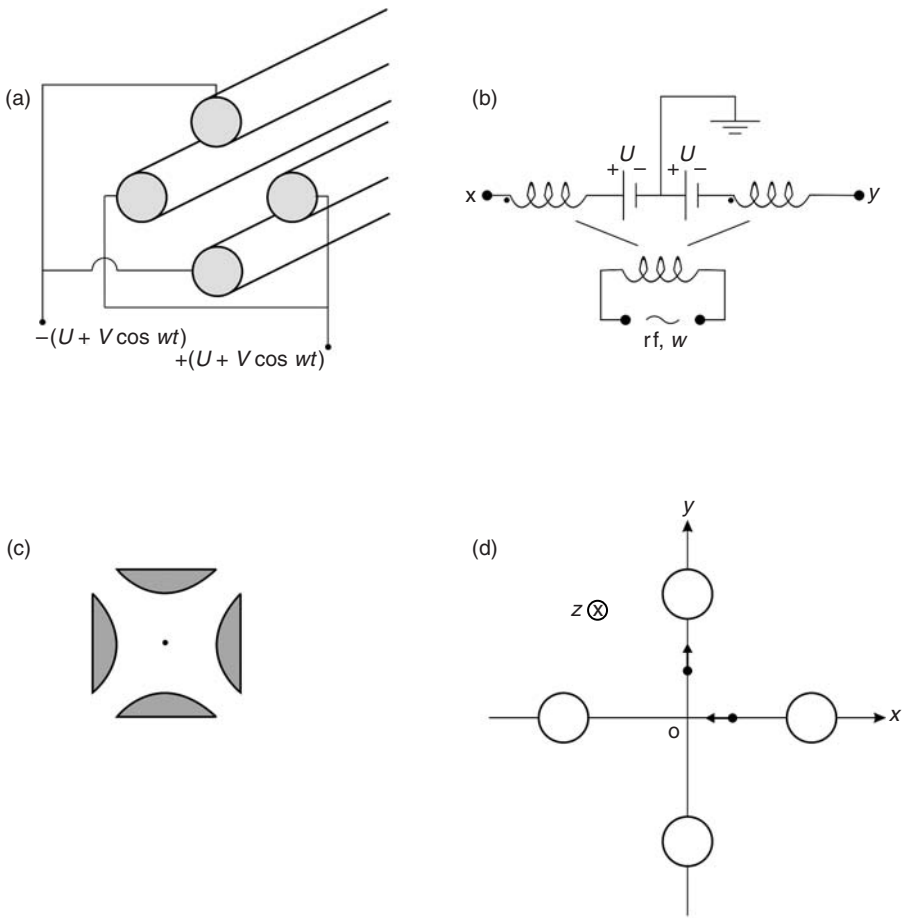 (a)
−(U + V cos wt)
+(U + V cos wt)
(b)
U
U
+ −
+ −
x
y
rf, w
(c)
(d)
y
z x
o
x